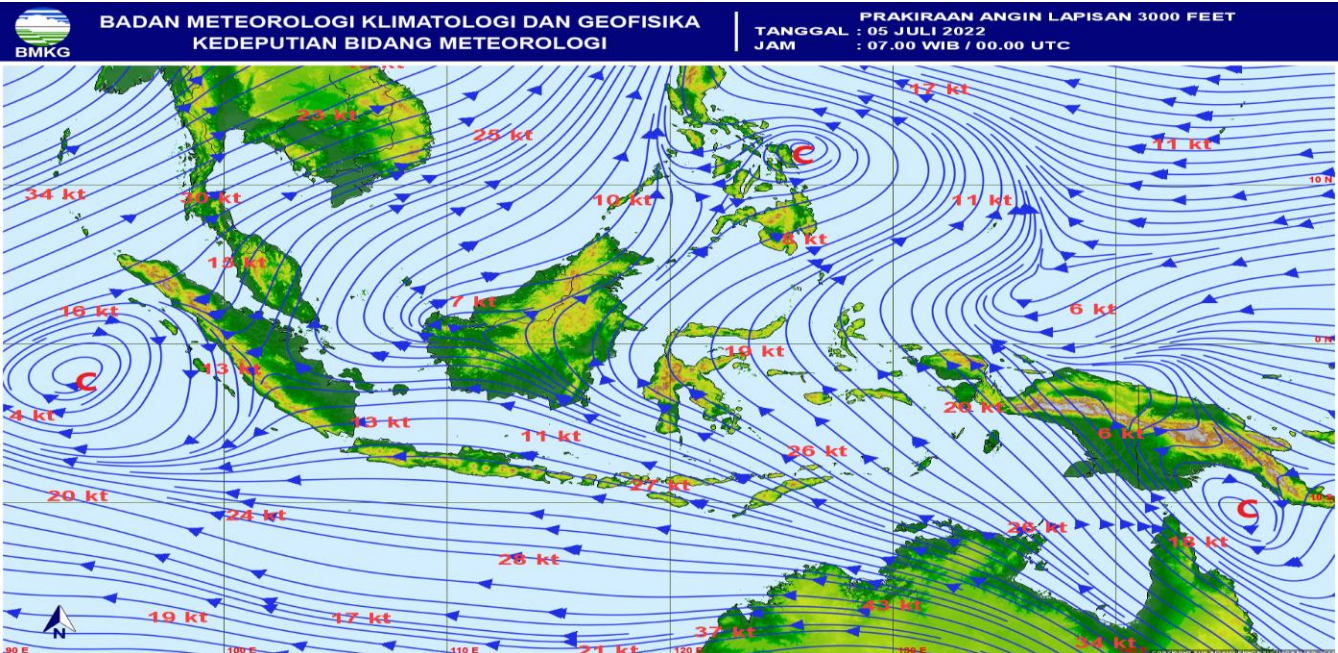 BMKG
BADAN METEOROLOGI KLIMATOLOGI DAN GEOFISIKA
KEDEPUTIAN BIDANG METEOROLOGI
PRAKIRAAN ANGIN LAPISAN 3000 FEET
TANGGAL : 05 JULI 2022
JAM : 07.00 WIB / 00.00 UTC
17 kt
23 kt
25 kt
11 kt
C
34 kt
30 kt
10 kt
11 kt
10 N
8 kt
15 kt
16 kt
7 kt
6 kt
0 N
19 kt
13 kt
C
4 kt
13 kt
11 kt
20 kt
6 kt
26 kt
27 kt
20 kt
24 kt
10 S
C
26 kt
18 kt
28 kt
43 kt
19 kt
17 kt
37 kt
34 kt
21 kt
N
90 E
100 E
110 E
120 E
130 E